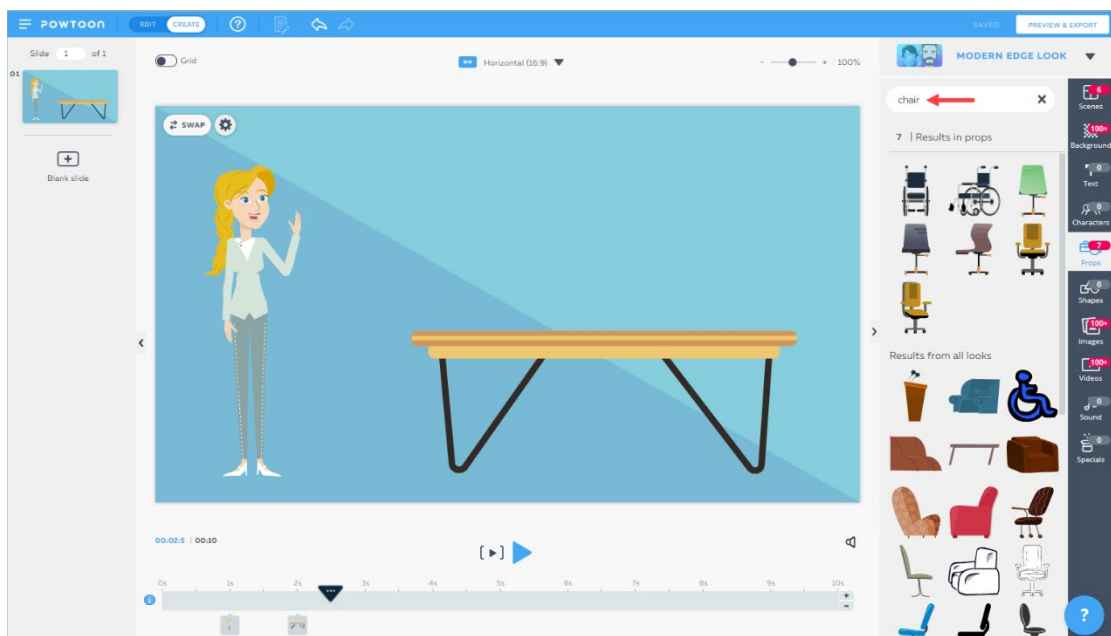 POWTOON
EDIT
CREATE
?
SAVED
PREVIEW & EXPORT
Slide 1 of 1
01
Blank slide
Grid
Horizontal (16:9)
- + 100%
SWAP
MODERN EDGE LOOK
chair
7 | Results in props
Results from all looks
6
Scenes
100+
Background
0
Text
0
Characters
7
Props
0
Shapes
100+
Images
100+
Videos
0
Sound
0
Specials
00:02.5 | 00:10
0s 1s 2s 3s 4s 5s 6s 7s 8s 9s 10s
?